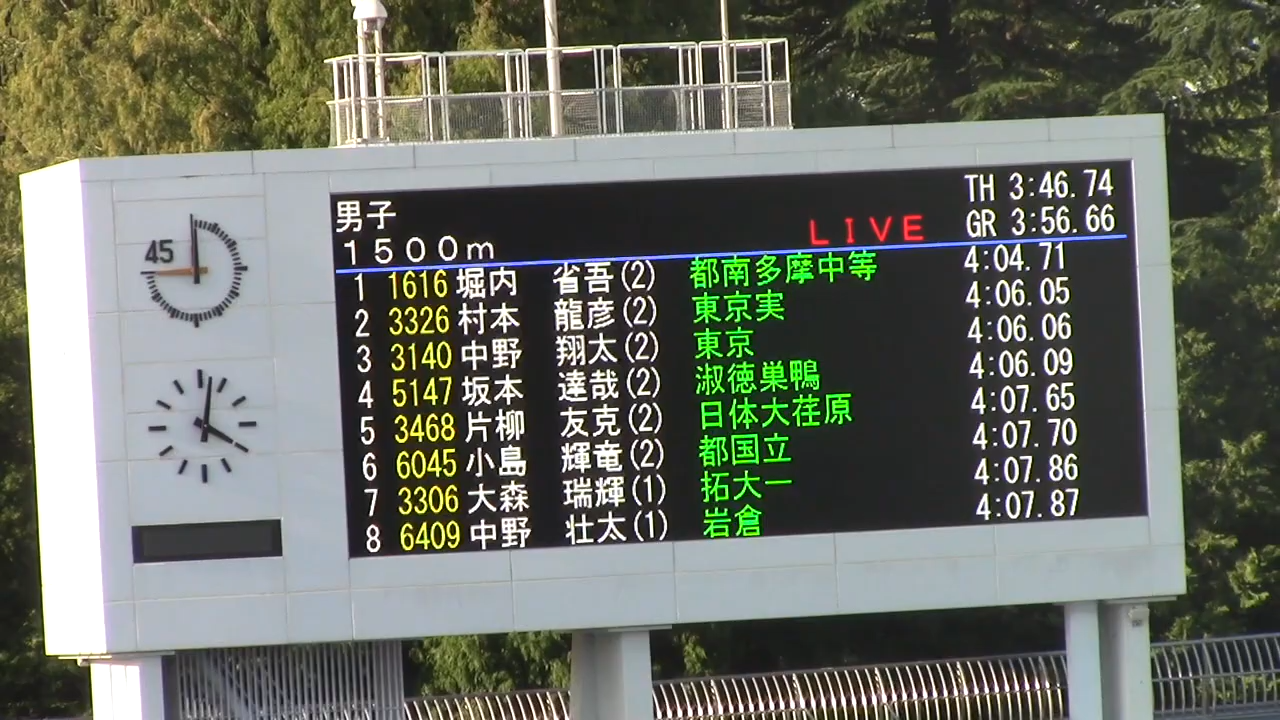 45
男子
TH 3:46.74
1500m
LIVE
GR 3:56.66
1 1616 堀内 省吾(2) 都南多摩中等 4:04.71
2 3326 村本 龍彦(2) 東京実 4:06.05
3 3140 中野 翔太(2) 東京 4:06.06
4 5147 坂本 達哉(2) 淑徳巣鴨 4:06.09
5 3468 片柳 友克(2) 日体大荏原 4:07.65
6 6045 小島 輝竜(2) 都国立 4:07.70
7 3306 大森 瑞輝(1) 拓大一 4:07.86
8 6409 中野 壮太(1) 岩倉 4:07.87